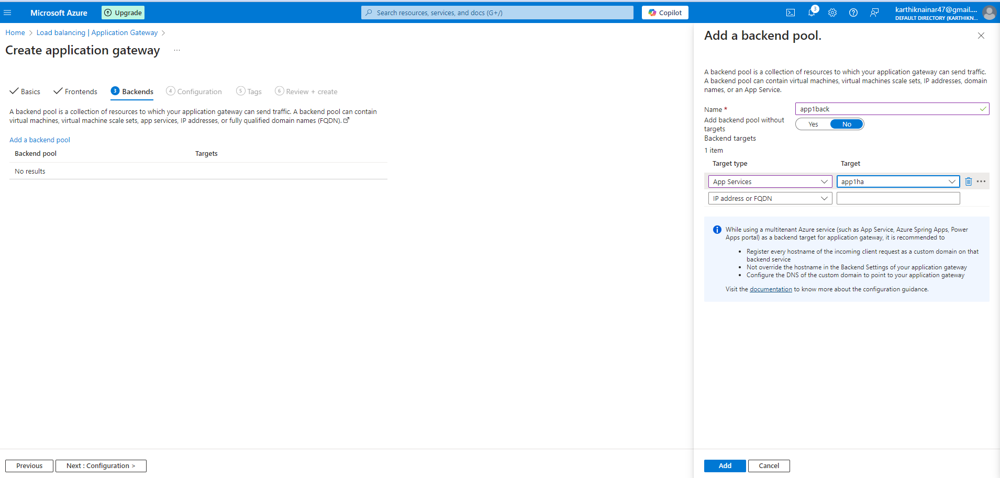 Microsoft Azure
Upgrade
Search resources, services, and docs (G+/)
Copilot
3
karthiknainar47@gmail....
DEFAULT DIRECTORY (KARTHIKN...
Home > Load balancing | Application Gateway >
Create application gateway ...
Basics
Frontends
3 Backends
4 Configuration
5 Tags
6 Review + create
A backend pool is a collection of resources to which your application gateway can send traffic. A backend pool can contain
virtual machines, virtual machine scale sets, app services, IP addresses, or fully qualified domain names (FQDN).
Add a backend pool
Backend pool Targets
No results
Previous
Next : Configuration >
Add a backend pool.
A backend pool is a collection of resources to which your application gateway can send traffic.
A backend pool can contain virtual machines, virtual machines scale sets, IP addresses, domain
names, or an App Service.
Name *
app1back
Add backend pool without
targets
Yes No
Backend targets
1 item
Target type Target
App Services app1ha
IP address or FQDN
While using a multitenant Azure service (such as App Service, Azure Spring Apps, Power
Apps portal) as a backend target for application gateway, it is recommended to
• Register every hostname of the incoming client request as a custom domain on that
backend service
• Not override the hostname in the Backend Settings of your application gateway
• Configure the DNS of the custom domain to point to your application gateway
Visit the documentation to know more about the configuration guidance.
Add
Cancel